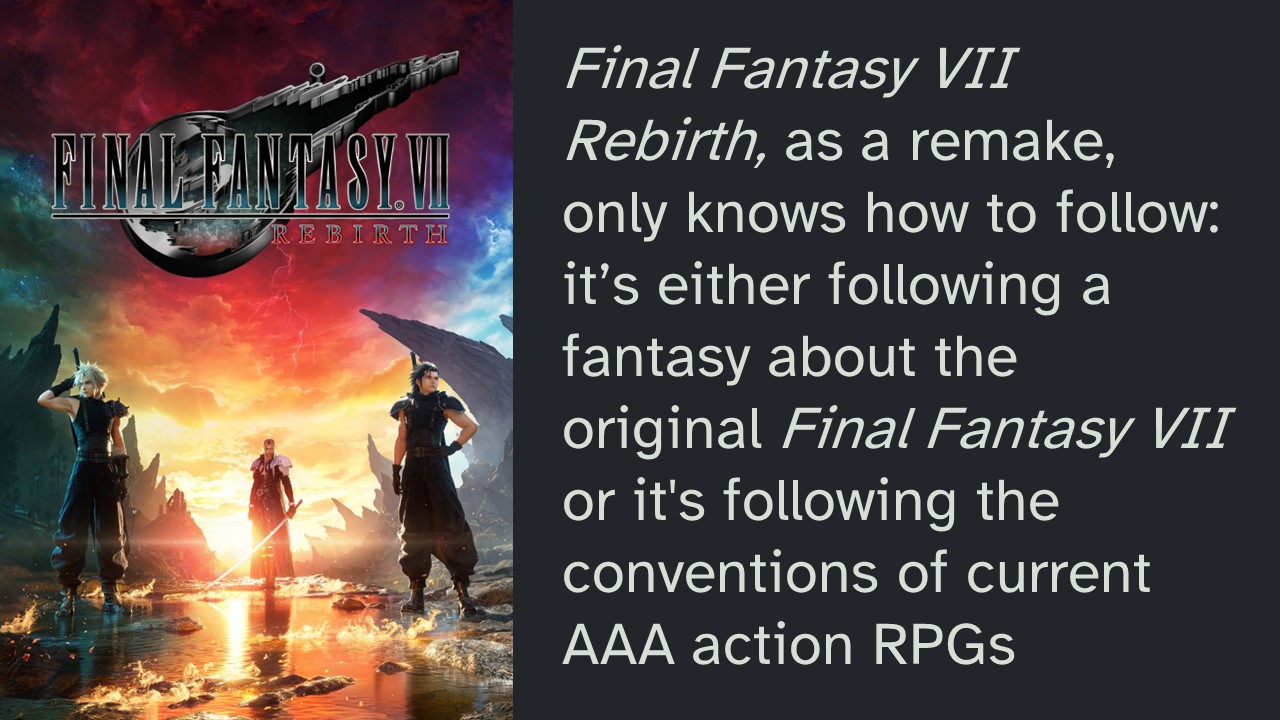 FINAL FANTASY VII
REBIRTH
Final Fantasy VII
Rebirth, as a remake,
only knows how to follow:
it’s either following a
fantasy about the
original Final Fantasy VII
or it's following the
conventions of current
AAA action RPGs